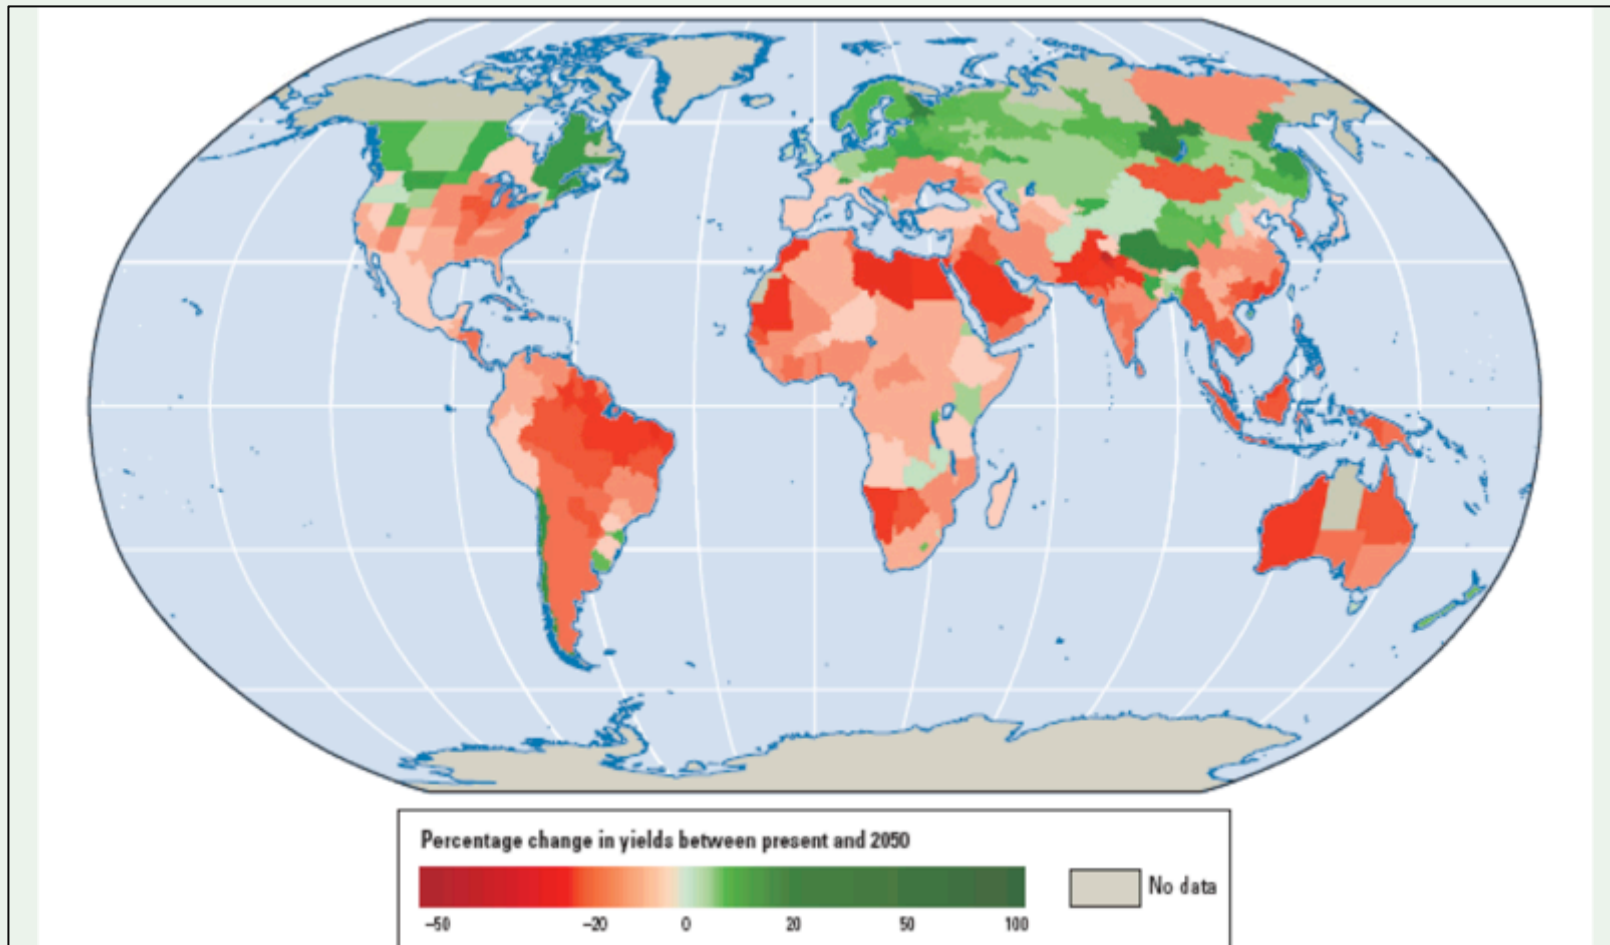 Percentage change in yields between present and 2050
No data
–50 –20 0 20 50 100